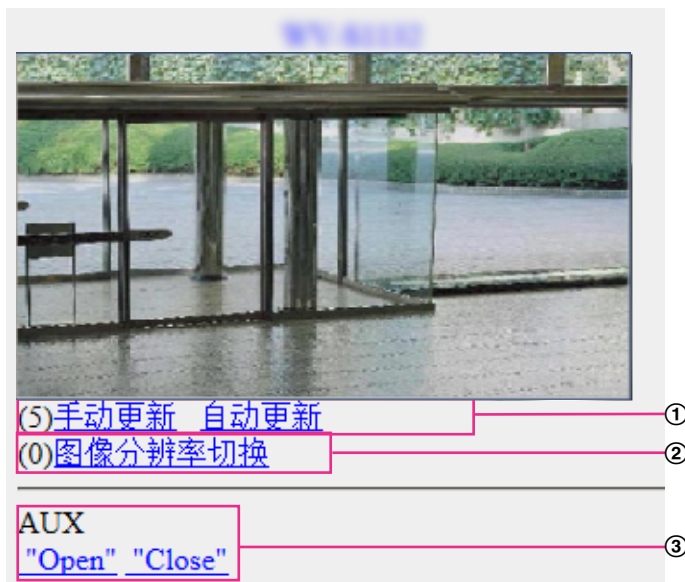 (5)手动更新 自动更新
①
(0)图像分辨率切换
②
AUX
"Open" "Close"
③